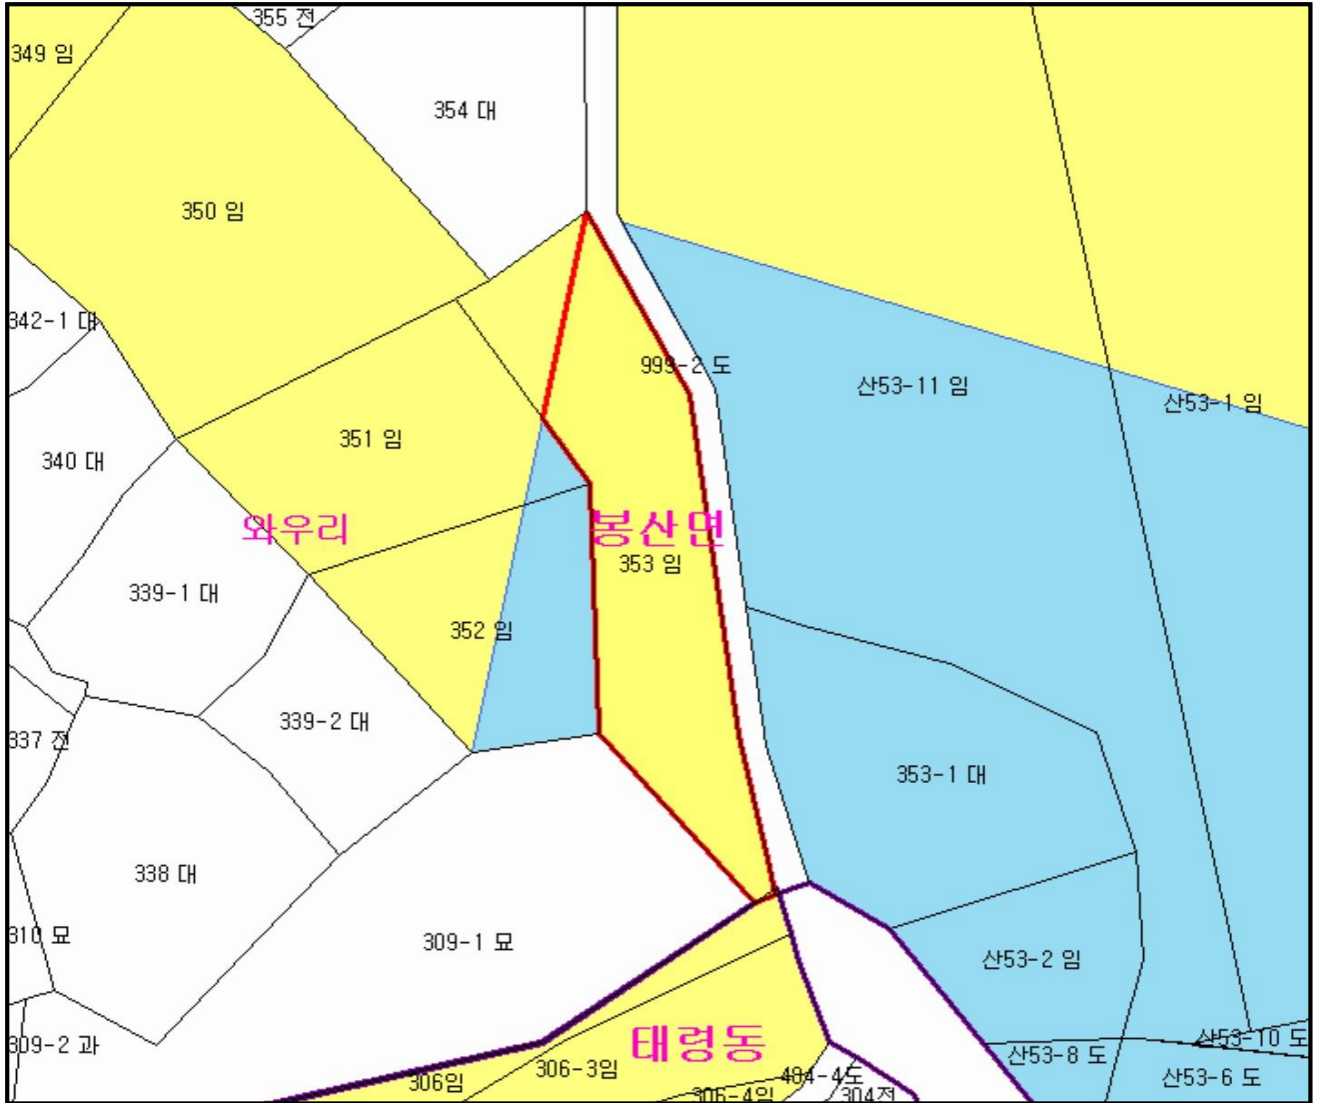 355 전
349 임
354 대
350 임
342-1 대
999-2 도
산53-11 임
산53-1 임
351 임
340 대
와우리
봉산면
353 임
339-1 대
352 임
339-2 대
337 전
353-1 대
338 대
310 묘
309-1 묘
산53-2 임
309-2 과
태령동
산53-10 도
산53-8 도
306-3임
306임
산53-6 도
304전
306-4임